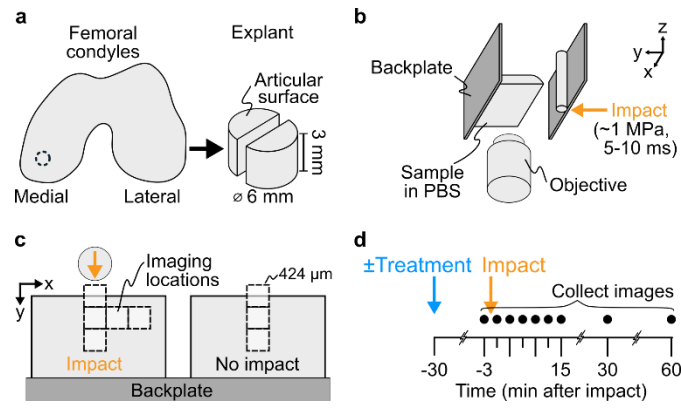 a
Femoral
condyles
Explant
Articular
surface
3 mm
Medial
Lateral
⌀ 6 mm
b
Backplate
z
y
x
Impact
(~1 MPa,
5-10 ms)
Sample
in PBS
Objective
c
x
y
Imaging
locations
424 µm
Impact
No impact
Backplate
d
±Treatment
Impact
Collect images
-30
-3
15
30
60
Time (min after impact)